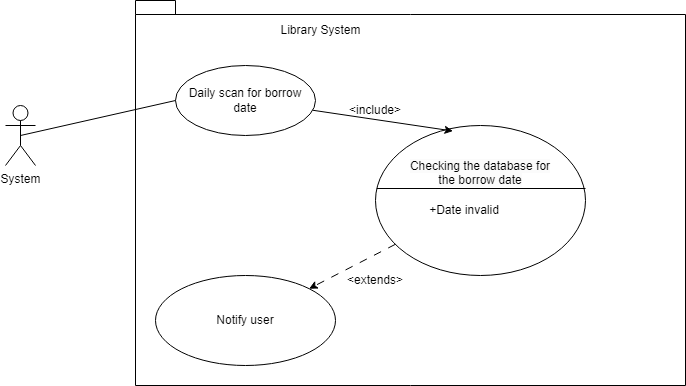 Library System
Daily scan for borrow
date
<include>
System
Checking the database for
the borrow date
+Date invalid
<extends>
Notify user